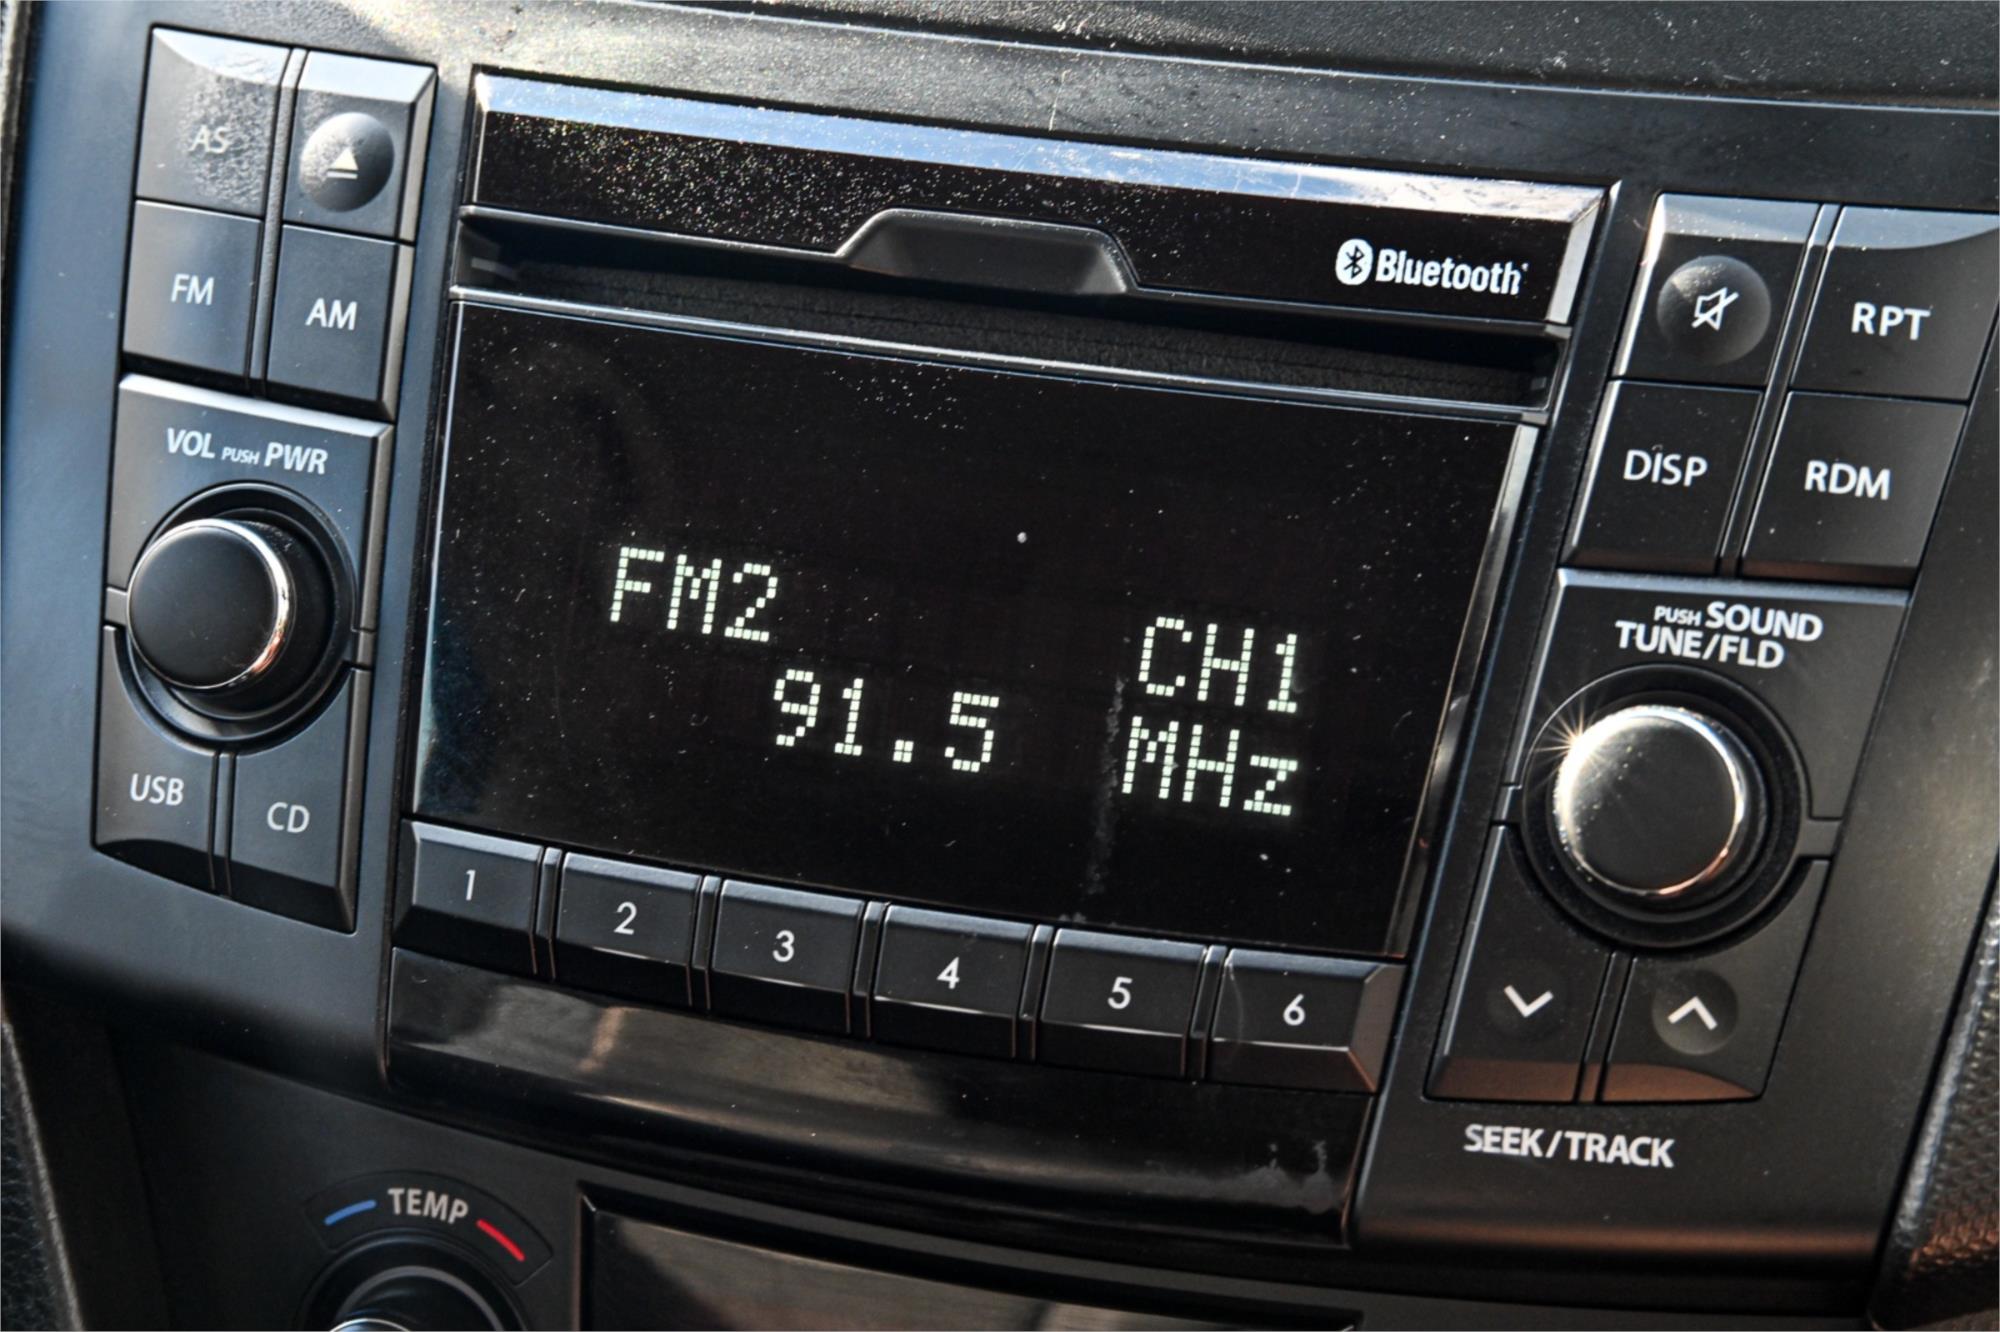 AS
FM
AM
VOL PUSH PWR
USB
CD
Bluetooth
FM2
CH1
91.5
MHz
1 2 3 4 5 6
RPT
DISP
RDM
PUSH SOUND
TUNE/FLD
SEEK/TRACK
TEMP